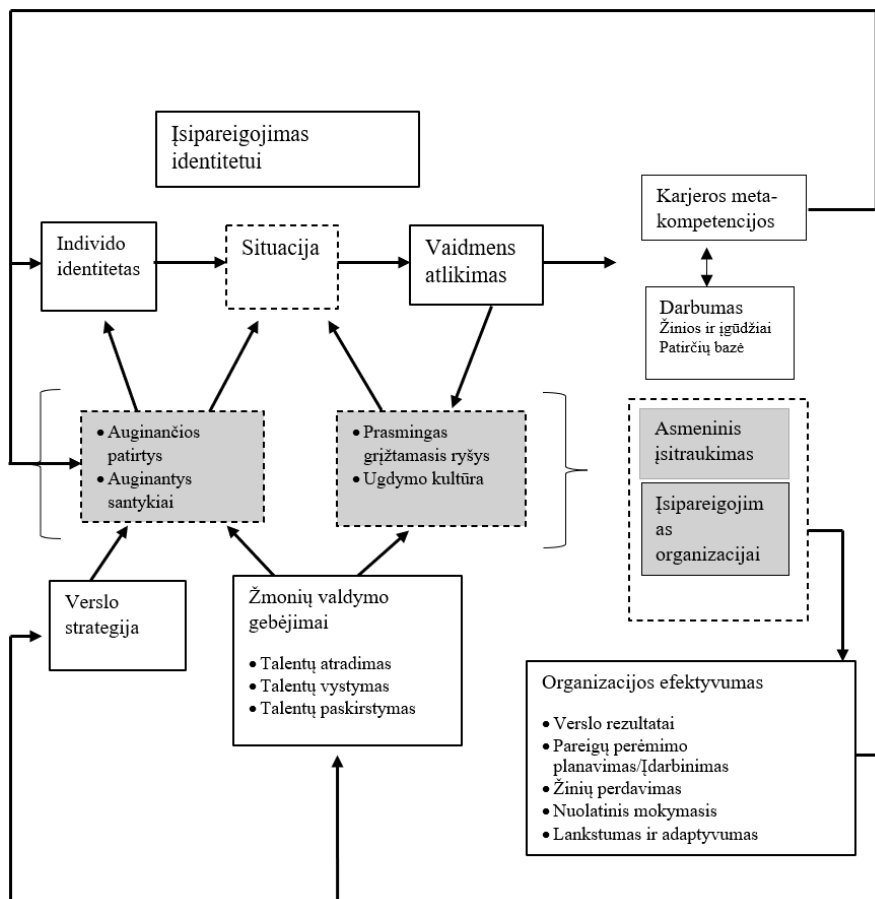 Įsipareigojimas
identitetui
Karjeros meta-
kompetencijos
Individo
identitetas
Situacija
Vaidmens
atlikimas
Darbumas
Žinios ir įgūdžiai
Patirčių bazė
• Auginančios
patirtys
• Auginantys
santykiai
• Prasmingas
grįžtamasis ryšys
• Ugdymo kultūra
Asmeninis
įsitraukimas
Įsipareigojim
as
organizacijai
Verslo
strategija
Žmonių valdymo
gebėjimai
• Talentų atradimas
• Talentų vystymas
• Talentų paskirstymas
Organizacijos efektyvumas
• Verslo rezultatai
• Pareigų perėmimo
planavimas/Įdarbinimas
• Žinių perdavimas
• Nuolatinis mokymasis
• Lankstumas ir adaptyvumas